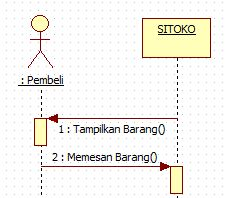 SITOKO
: Pembeli
1 : Tampilkan Barang()
2 : Memesan Barang()